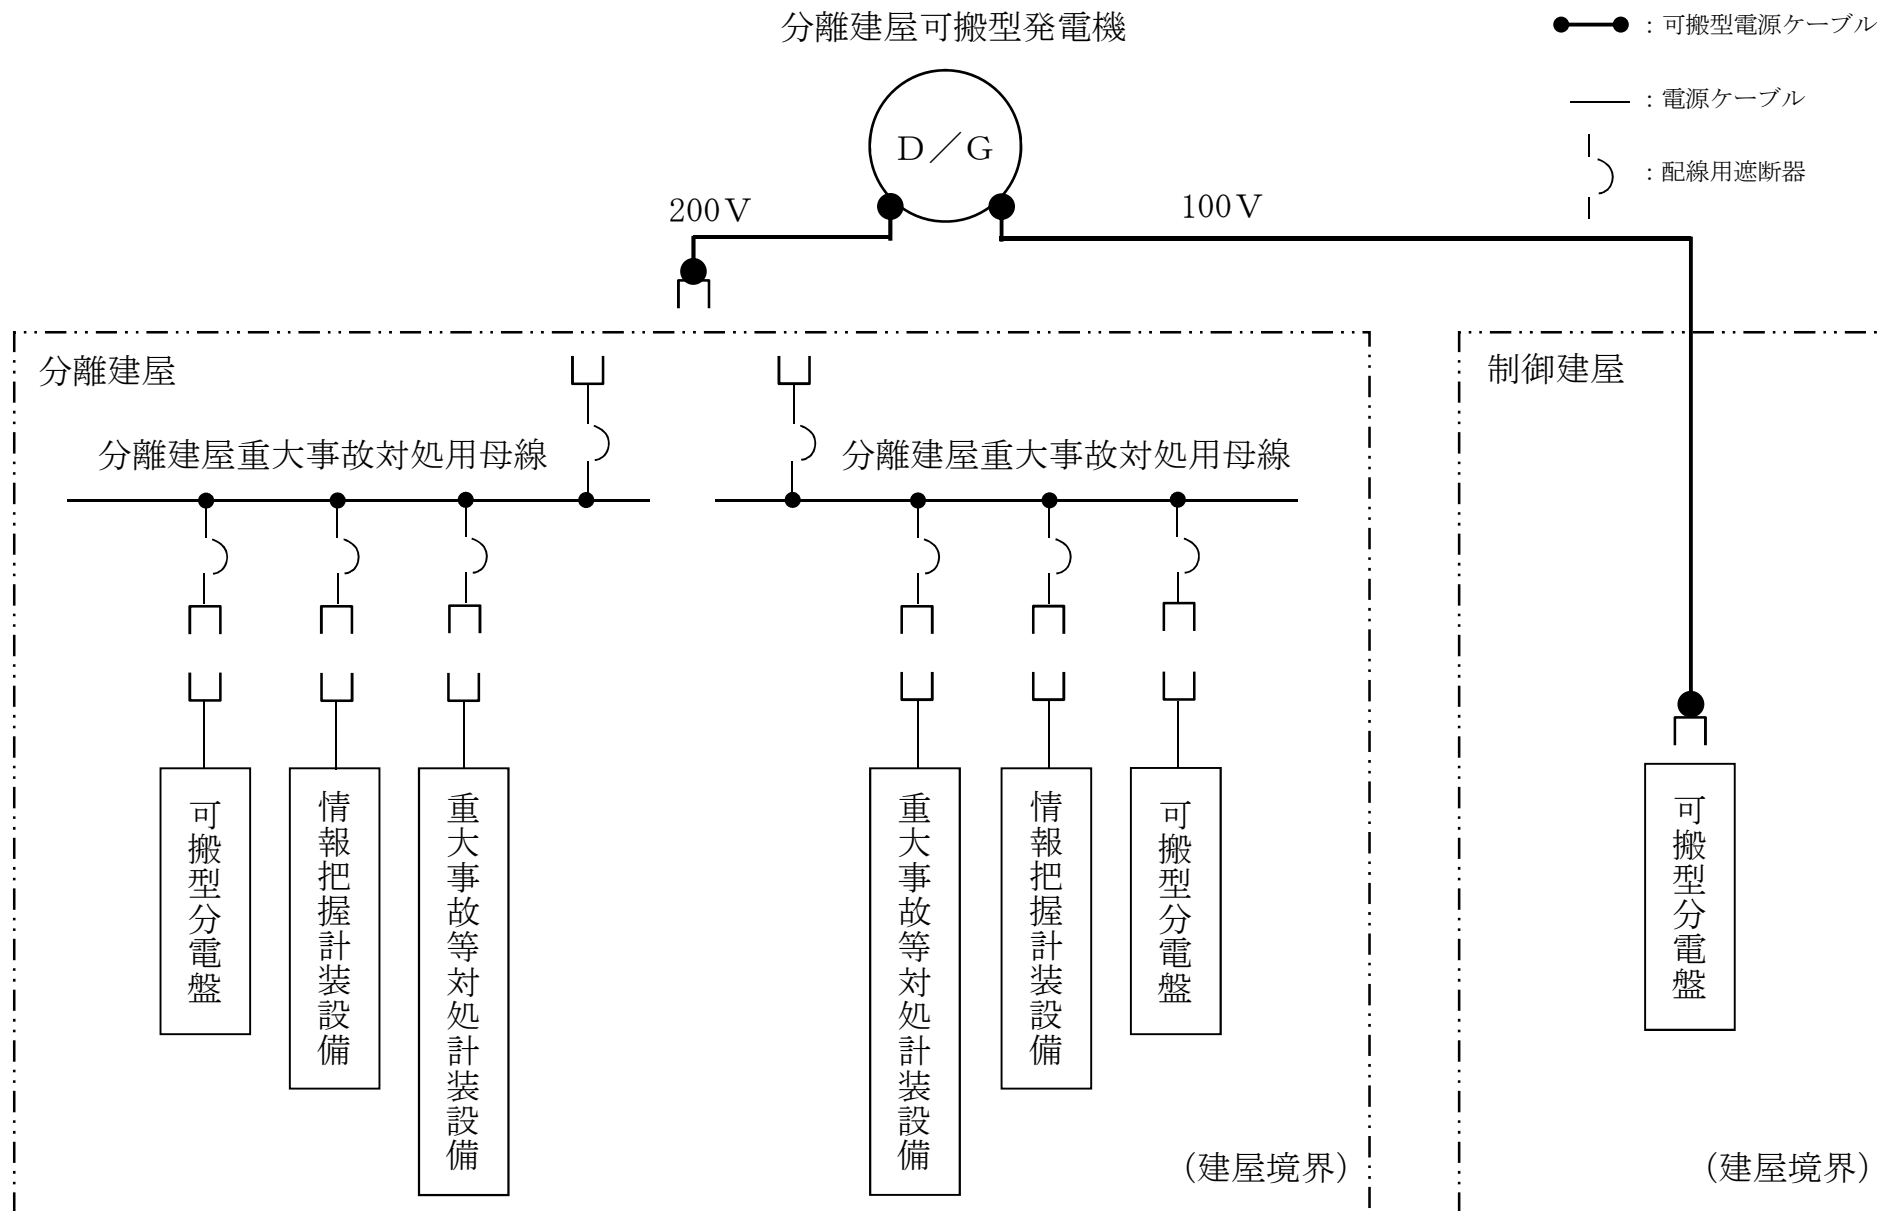 分離建屋可搬型発電機
：可搬型電源ケーブル
：電源ケーブル
：配線用遮断器
D／G
200V
100V
分離建屋
制御建屋
分離建屋重大事故対処用母線
分離建屋重大事故対処用母線
可搬型分電盤
情報把握計装設備
重大事故等対処計装設備
重大事故等対処計装設備
情報把握計装設備
可搬型分電盤
可搬型分電盤
（建屋境界）
（建屋境界）